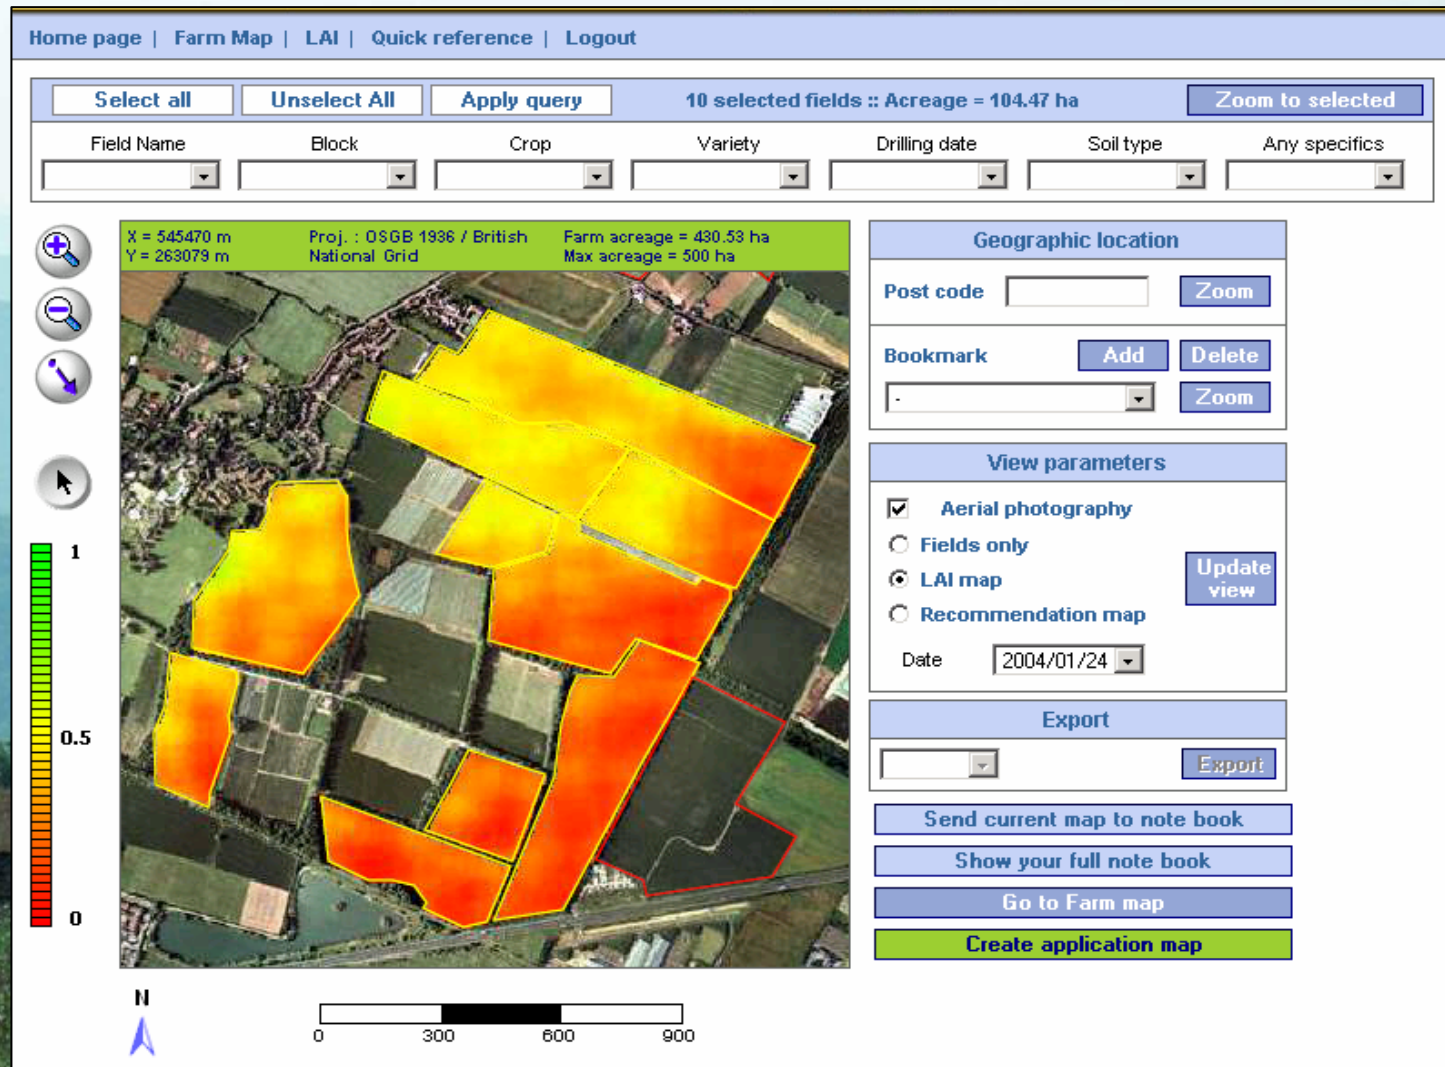 Home page | Farm Map | LAI | Quick reference | Logout
Select all Unselect All Apply query 10 selected fields :: Acreage = 104.47 ha Zoom to selected
Field Name Block Crop Variety Drilling date Soil type Any specifics
X = 545470 m Proj. : OSGB 1936 / British Farm acreage = 430.53 ha
Y = 263079 m National Grid Max acreage = 500 ha
Geographic location
Post code Zoom
Bookmark Add Delete
- Zoom
View parameters
Aerial photography
Fields only
LAI map
Recommendation map
Update
view
Date 2004/01/24
Export
Export
Send current map to note book
Show your full note book
Go to Farm map
Create application map
1
0.5
0
N
0 300 600 900